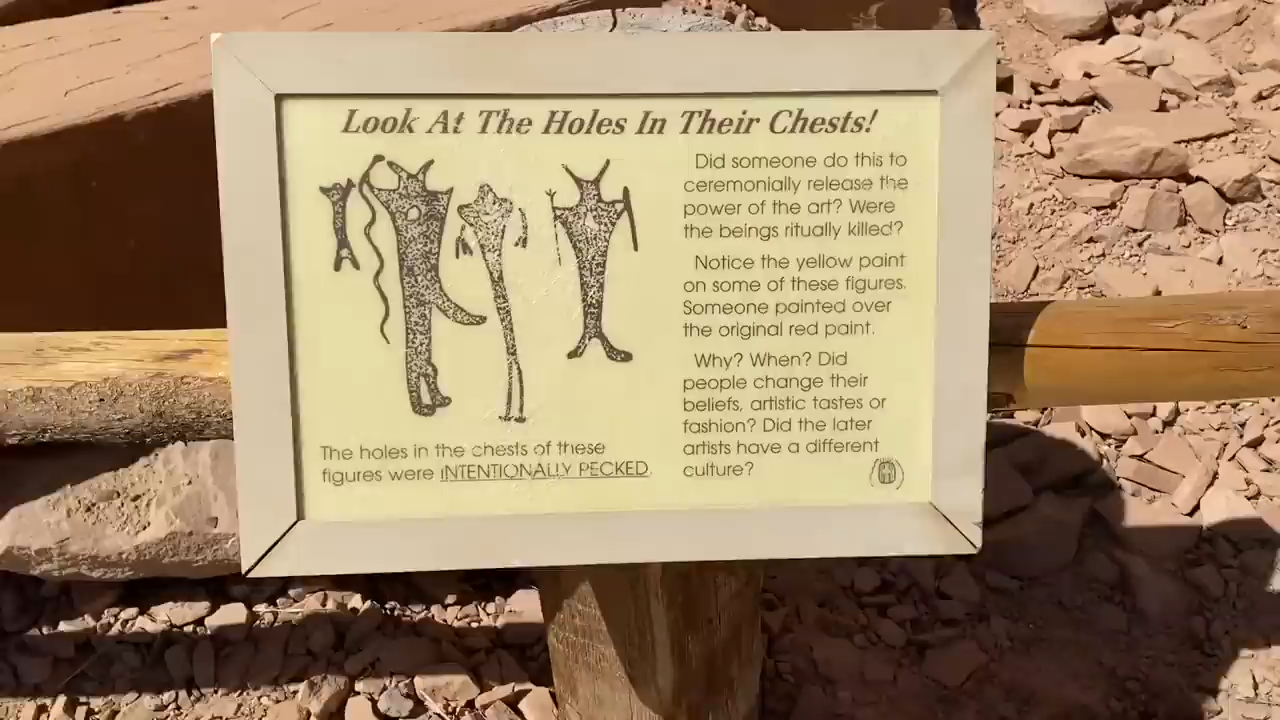 Look At The Holes In Their Chests!
Did someone do this to
ceremonially release the
power of the art? Were
the beings ritually killed?
Notice the yellow paint
on some of these figures.
Someone painted over
the original red paint.
Why? When? Did
people change their
beliefs, artistic tastes or
fashion? Did the later
artists have a different
culture?
The holes in the chests of these
figures were INTENTIONALLY PECKED.